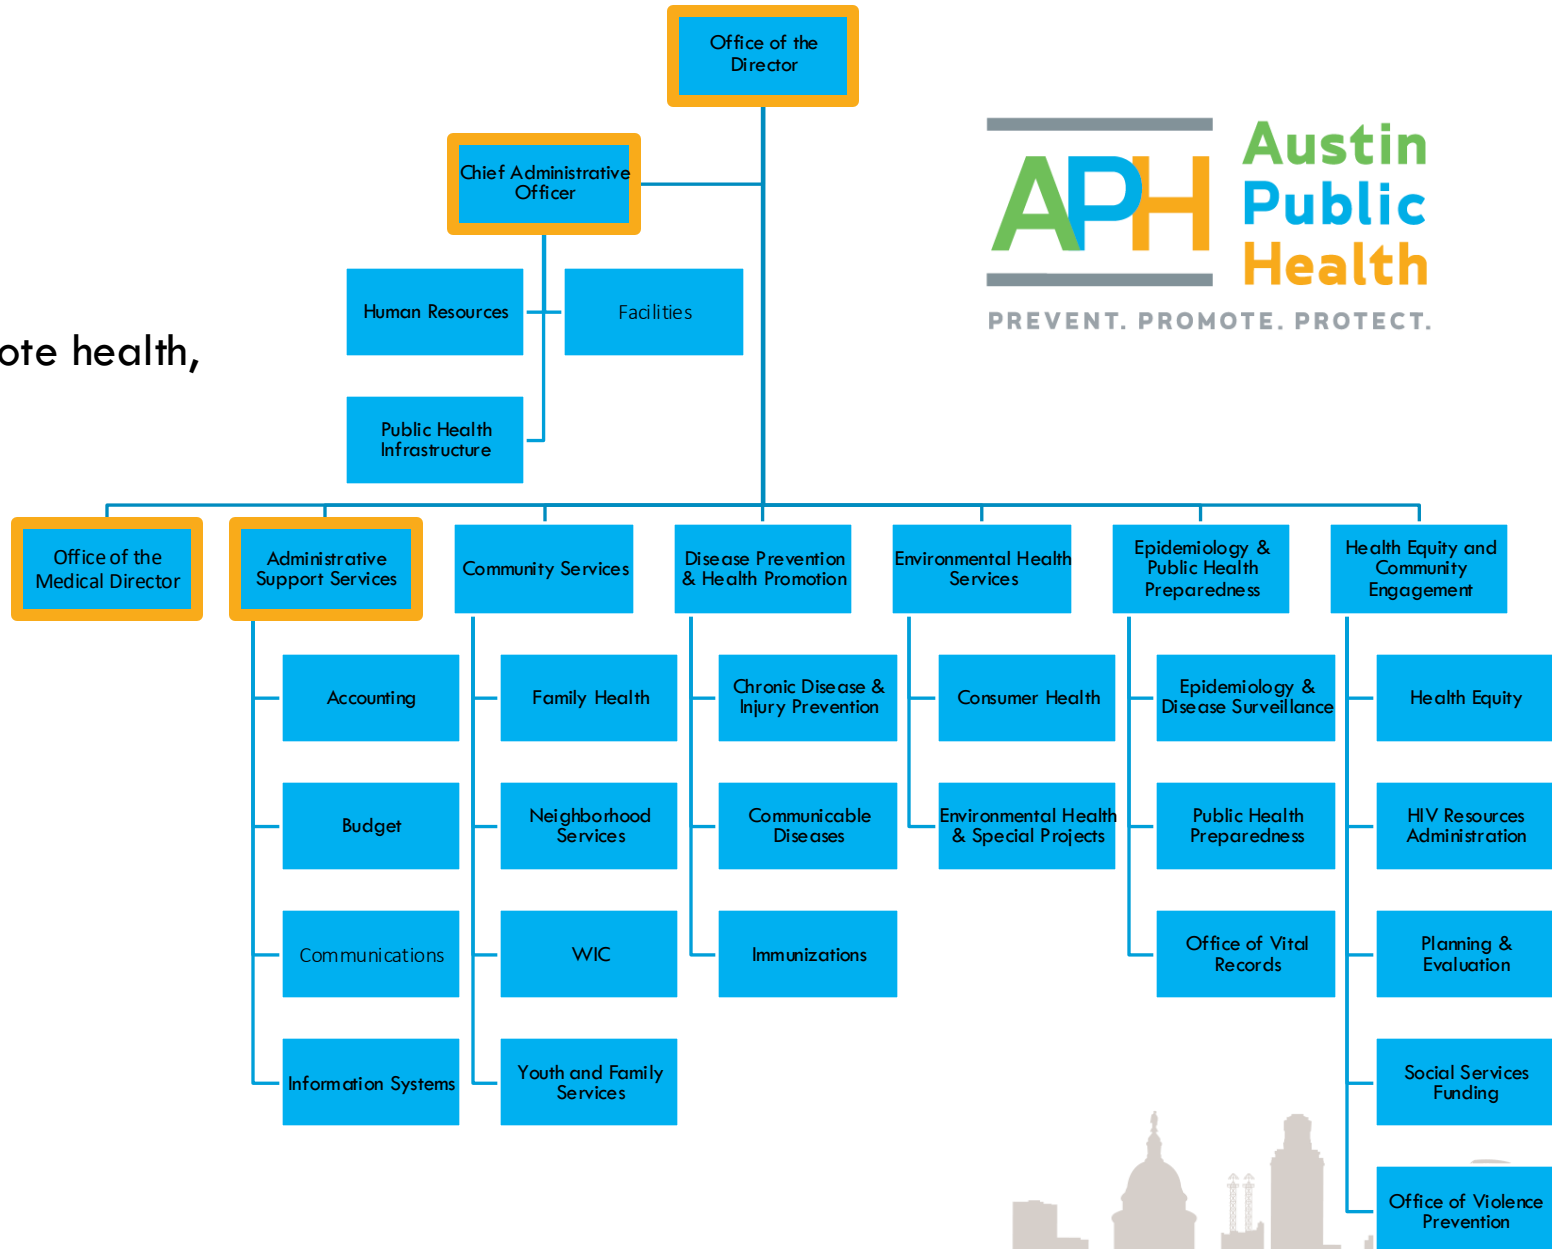 Office of the
Director
Chief Administrative
Officer
APH
Austin
Public
Health
PREVENT. PROMOTE. PROTECT.
Human Resources
Facilities
ote health,
Public Health
Infrastructure
Office of the
Medical Director
Administrative
Support Services
Community Services
Disease Prevention
& Health Promotion
Environmental Health
Services
Epidemiology &
Public Health
Preparedness
Health Equity and
Community
Engagement
Accounting
Family Health
Chronic Disease &
Injury Prevention
Consumer Health
Epidemiology &
Disease Surveillance
Health Equity
Budget
Neighborhood
Services
Communicable
Diseases
Environmental Health
& Special Projects
Public Health
Preparedness
HIV Resources
Administration
Communications
WIC
Immunizations
Office of Vital
Records
Planning &
Evaluation
Information Systems
Youth and Family
Services
Social Services
Funding
Office of Violence
Prevention